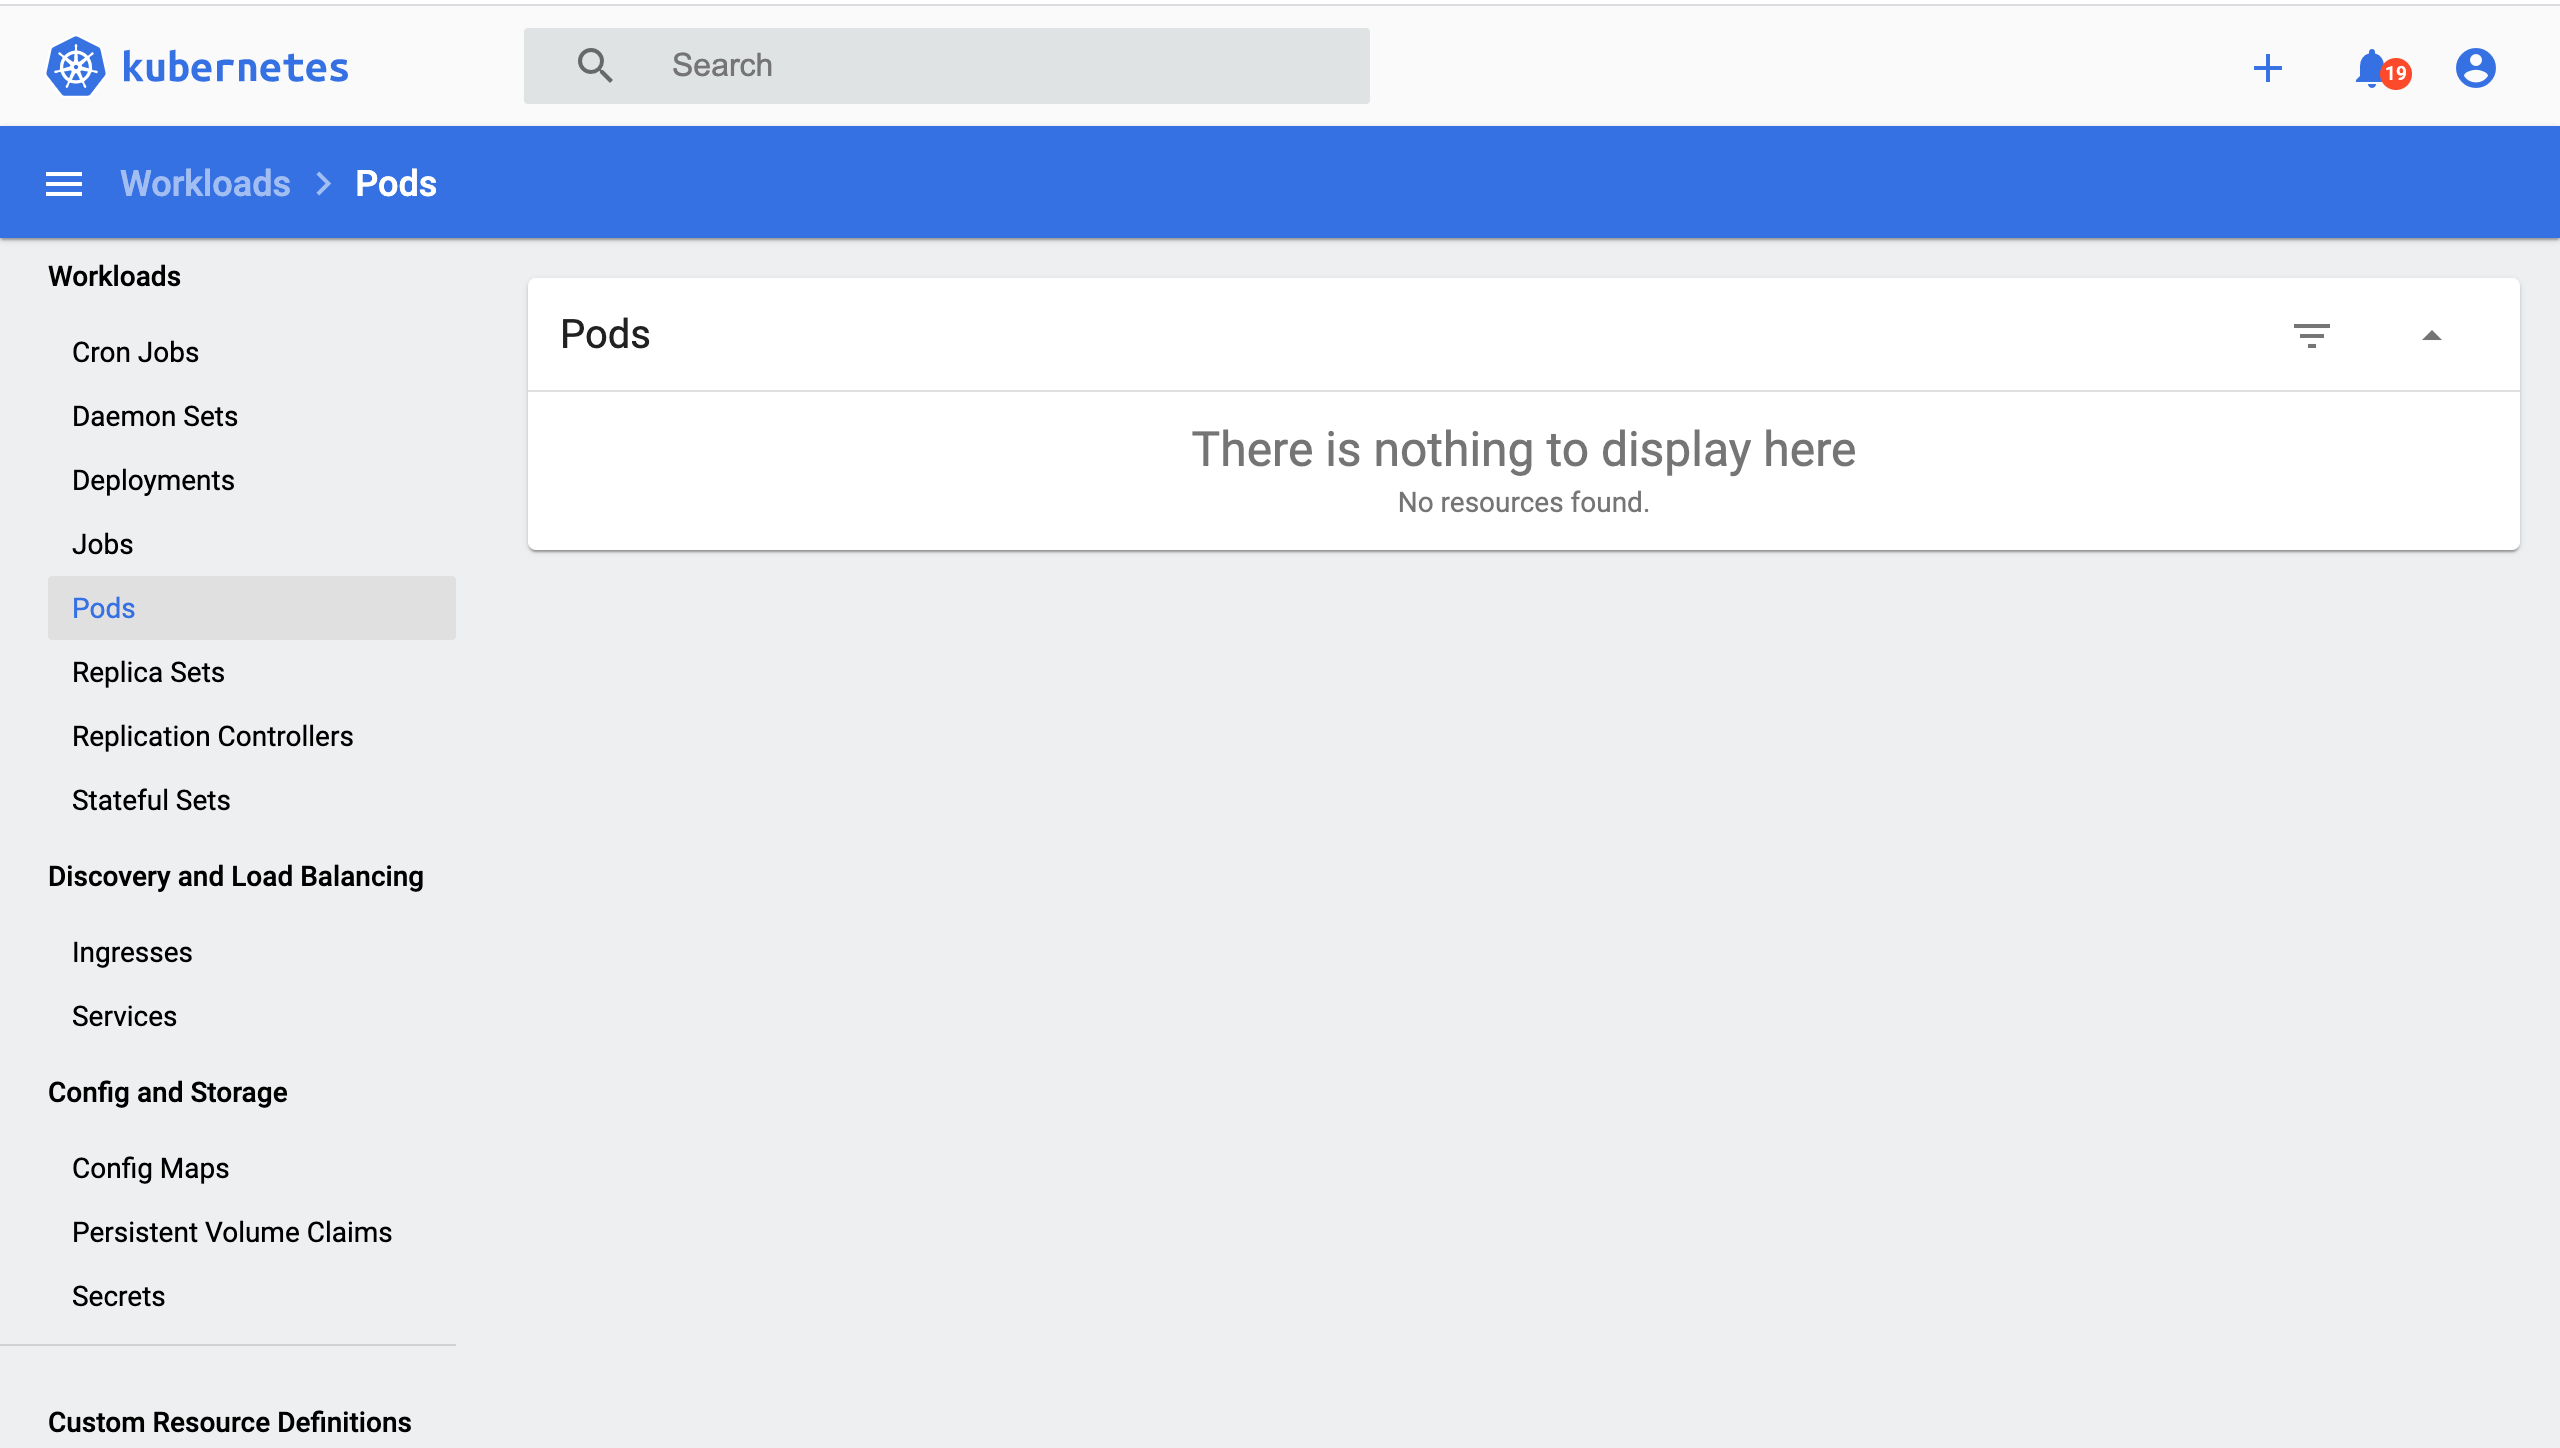 kubernetes
Search
19
Workloads > Pods
Workloads
Cron Jobs
Daemon Sets
Deployments
Jobs
Pods
Replica Sets
Replication Controllers
Stateful Sets
Discovery and Load Balancing
Ingresses
Services
Config and Storage
Config Maps
Persistent Volume Claims
Secrets
Custom Resource Definitions
Pods
There is nothing to display here
No resources found.